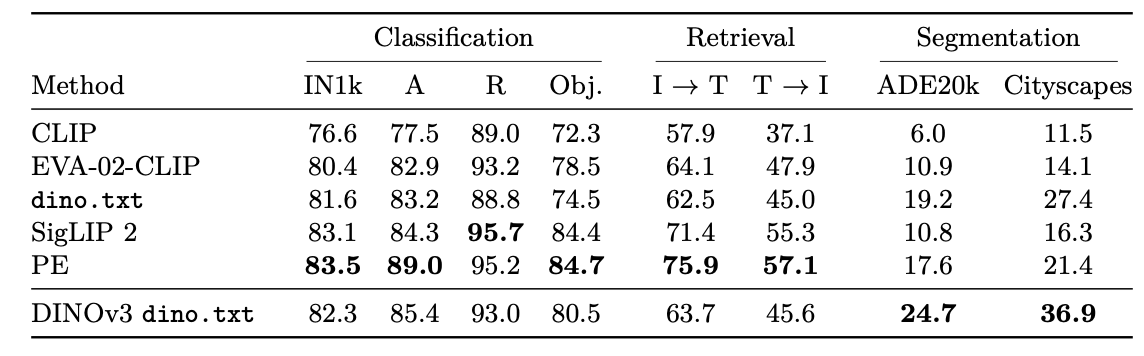 Classification Retrieval Segmentation
Method IN1k A R Obj. I → T T → I ADE20k Cityscapes
CLIP 76.6 77.5 89.0 72.3 57.9 37.1 6.0 11.5
EVA-02-CLIP 80.4 82.9 93.2 78.5 64.1 47.9 10.9 14.1
dino.txt 81.6 83.2 88.8 74.5 62.5 45.0 19.2 27.4
SigLIP 2 83.1 84.3 95.7 84.4 71.4 55.3 10.8 16.3
PE 83.5 89.0 95.2 84.7 75.9 57.1 17.6 21.4
DINOv3 dino.txt 82.3 85.4 93.0 80.5 63.7 45.6 24.7 36.9